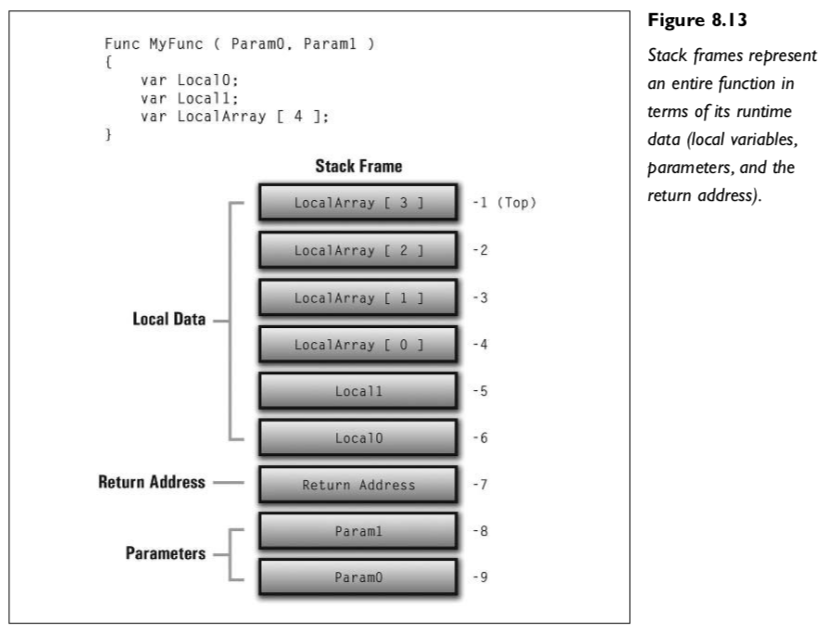 Func MyFunc ( Param0, Param1 )
{
    var Local0;
    var Local1;
    var LocalArray [ 4 ];
}
Stack Frame
LocalArray [ 3 ] -1 (Top)
LocalArray [ 2 ] -2
LocalArray [ 1 ] -3
Local Data
LocalArray [ 0 ] -4
Local1 -5
Local0 -6
Return Address Return Address -7
Param1 -8
Parameters
Param0 -9
Figure 8.13
Stack frames represent
an entire function in
terms of its runtime
data (local variables,
parameters, and the
return address).